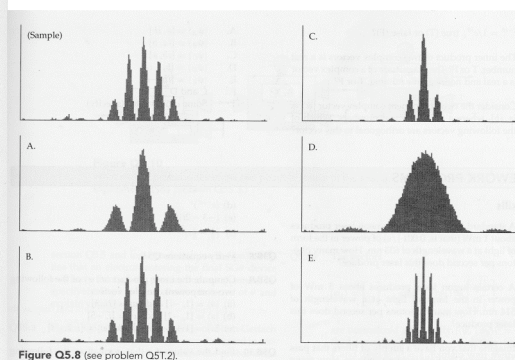 (Sample)
C.
A.
D.
B.
E.
Figure Q5.8 (see problem Q5T.2).